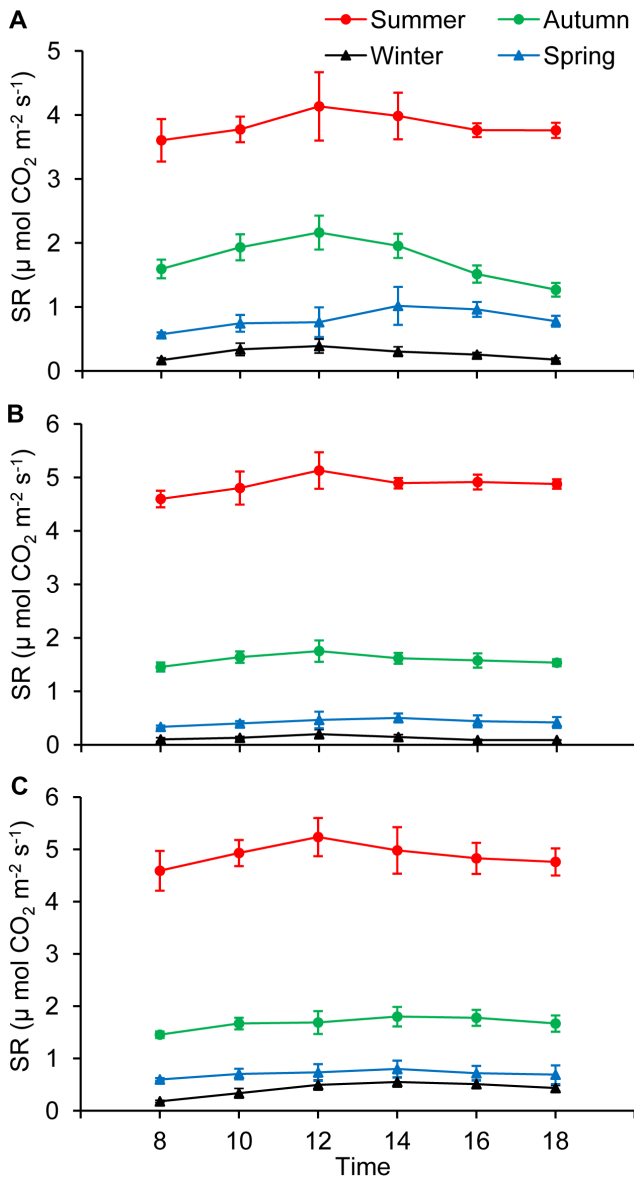 A
Summer Autumn
Winter Spring
SR (µ mol CO₂ m⁻² s⁻¹)
5
4
3
2
1
0
B
SR (µ mol CO₂ m⁻² s⁻¹)
6
5
4
3
2
1
0
C
SR (µ mol CO₂ m⁻² s⁻¹)
6
5
4
3
2
1
0
8 10 12 14 16 18
Time